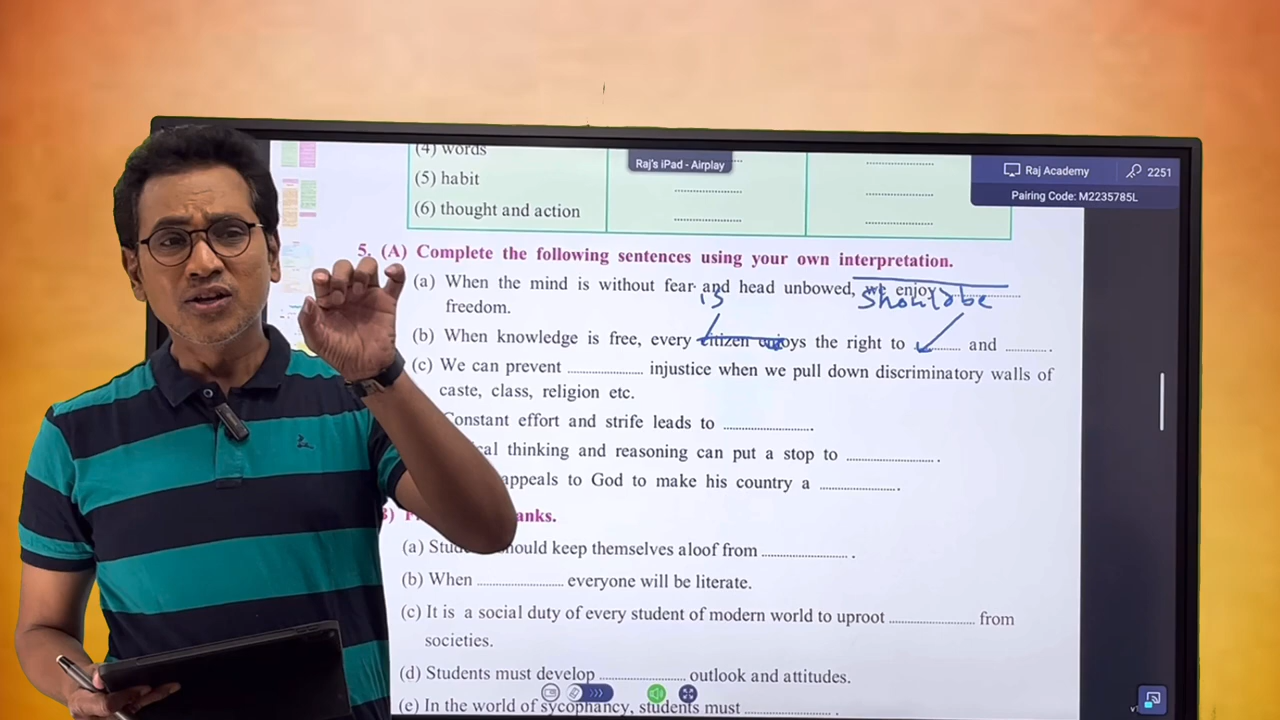 (4) words
Raj's iPad - Airplay
Raj Academy
2251
Pairing Code: M2235785L
(5) habit
(6) thought and action
5. (A) Complete the following sentences using your own interpretation.
(a) When the mind is without fear and head unbowed, we enjoy ..............
should be
freedom.
is
(b) When knowledge is free, every citizen enjoys the right to .............. and ............ .
(c) We can prevent ...................... injustice when we pull down discriminatory walls of
caste, class, religion etc.
Constant effort and strife leads to ......................... .
thinking and reasoning can put a stop to ......................... .
appeals to God to make his country a ...................... .
(a) should keep themselves aloof from ......................... .
(b) When ......................... everyone will be literate.
(c) It is a social duty of every student of modern world to uproot ......................... from
societies.
(d) Students must develop ......................... outlook and attitudes.
(e) In the world of sycophancy, students must ......................... .